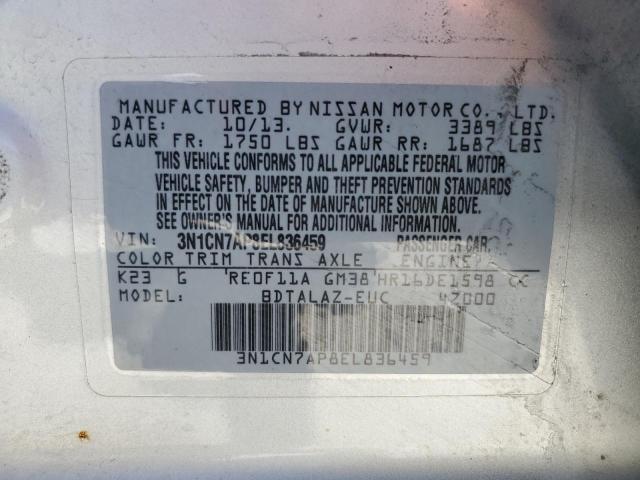 MANUFACTURED BY NISSAN MOTOR CO., LTD.
DATE: 10/13. GVWR: 3389 LBS
GAWR FR: 1750 LBS GAWR RR: 1687 LBS
THIS VEHICLE CONFORMS TO ALL APPLICABLE FEDERAL MOTOR
VEHICLE SAFETY, BUMPER AND THEFT PREVENTION STANDARDS
IN EFFECT ON THE DATE OF MANUFACTURE SHOWN ABOVE.
SEE OWNER'S MANUAL FOR ADDITIONAL INFORMATION.
VIN: 3N1CN7AP8EL836459 PASSENGER CAR
COLOR TRIM TRANS AXLE ENGINE
K23 G RE0F11A GM38 HR16DE1598 CC
MODEL: BDTALAZ-EUC 4Z000
3N1CN7AP8EL836459